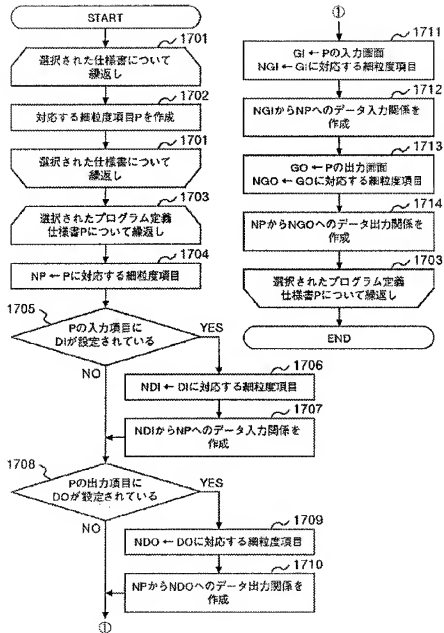 START
1701
選択された仕様書について
繰返し
1702
対応する細粒度項目Pを作成
1701
選択された仕様書について
繰返し
1703
選択されたプログラム定義
仕様書Pについて繰返し
1704
NP ← Pに対応する細粒度項目
1705
Pの入力項目に
DIが設定されている
YES
NO
1706
NDI ← DIに対応する細粒度項目
1707
NDIからNPへのデータ入力関係を
作成
1708
Pの出力項目に
DOが設定されている
YES
NO
1709
NDO ← DOに対応する細粒度項目
1710
NPからNDOへのデータ出力関係を
作成
①
①
1711
GI ← Pの入力画面
NGI ← GIに対応する細粒度項目
1712
NGIからNPへのデータ入力関係を
作成
1713
GO ← Pの出力画面
NGO ← GOに対応する細粒度項目
1714
NPからNGOへのデータ出力関係を
作成
1703
選択されたプログラム定義
仕様書Pについて繰返し
END